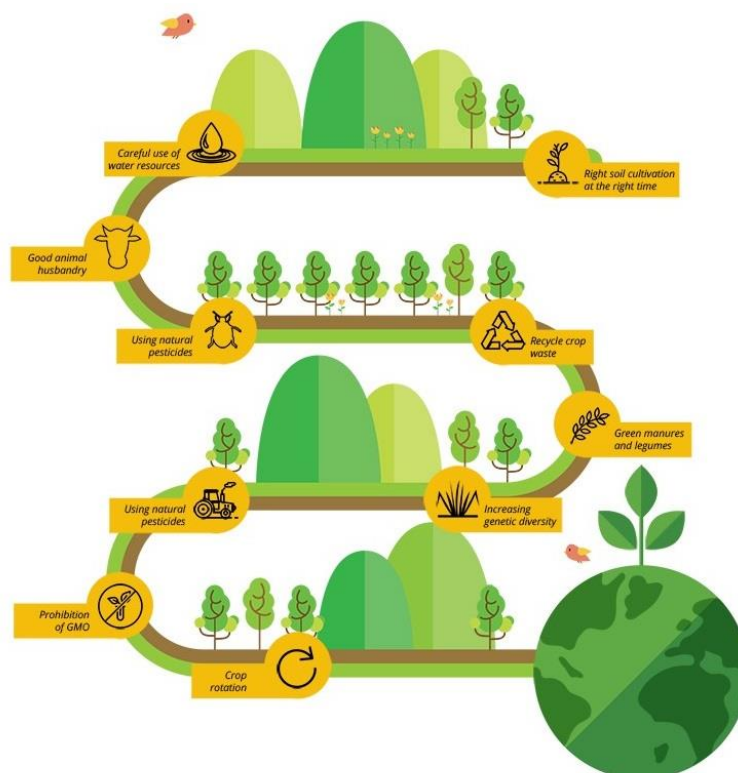 Careful use of
water resources
Right soil cultivation
at the right time
Good animal
husbandry
Using natural
pesticides
Recycle crop
waste
Green manures
and legumes
Using natural
pesticides
Increasing
genetic diversity
Prohibition
of GMO
Crop
rotation